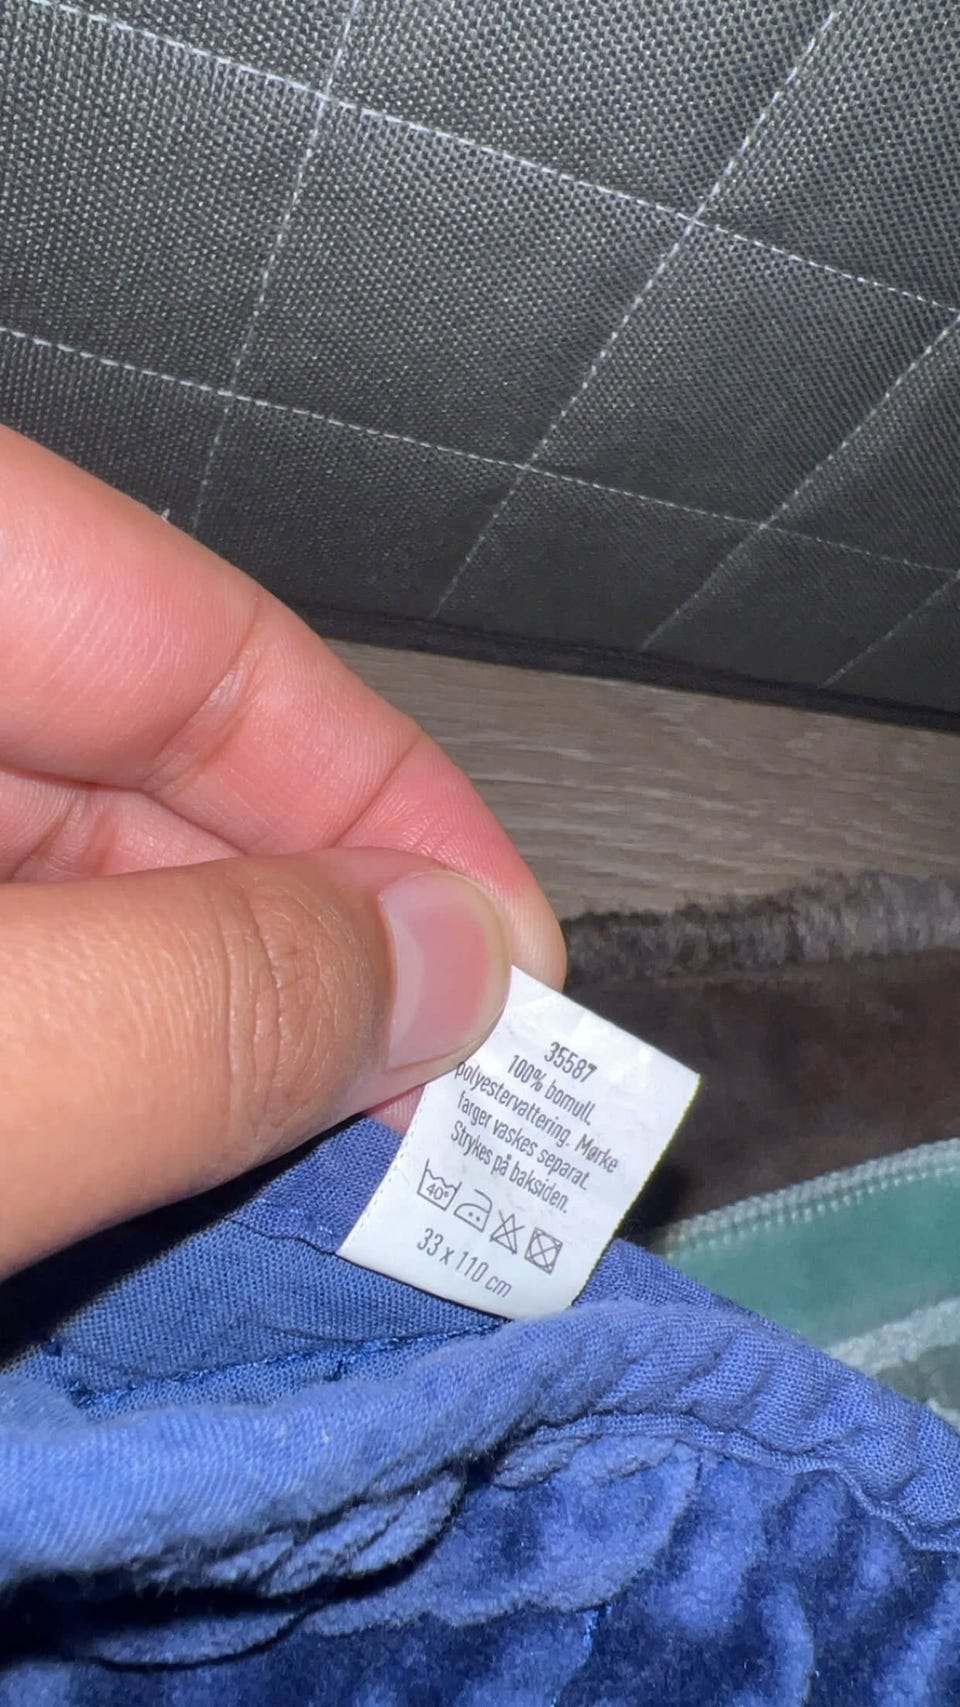 35587
100% bomull.
polyestervattering. Mørke
farger vaskes separat.
Strykes på baksiden.
40°
33 x 110 cm